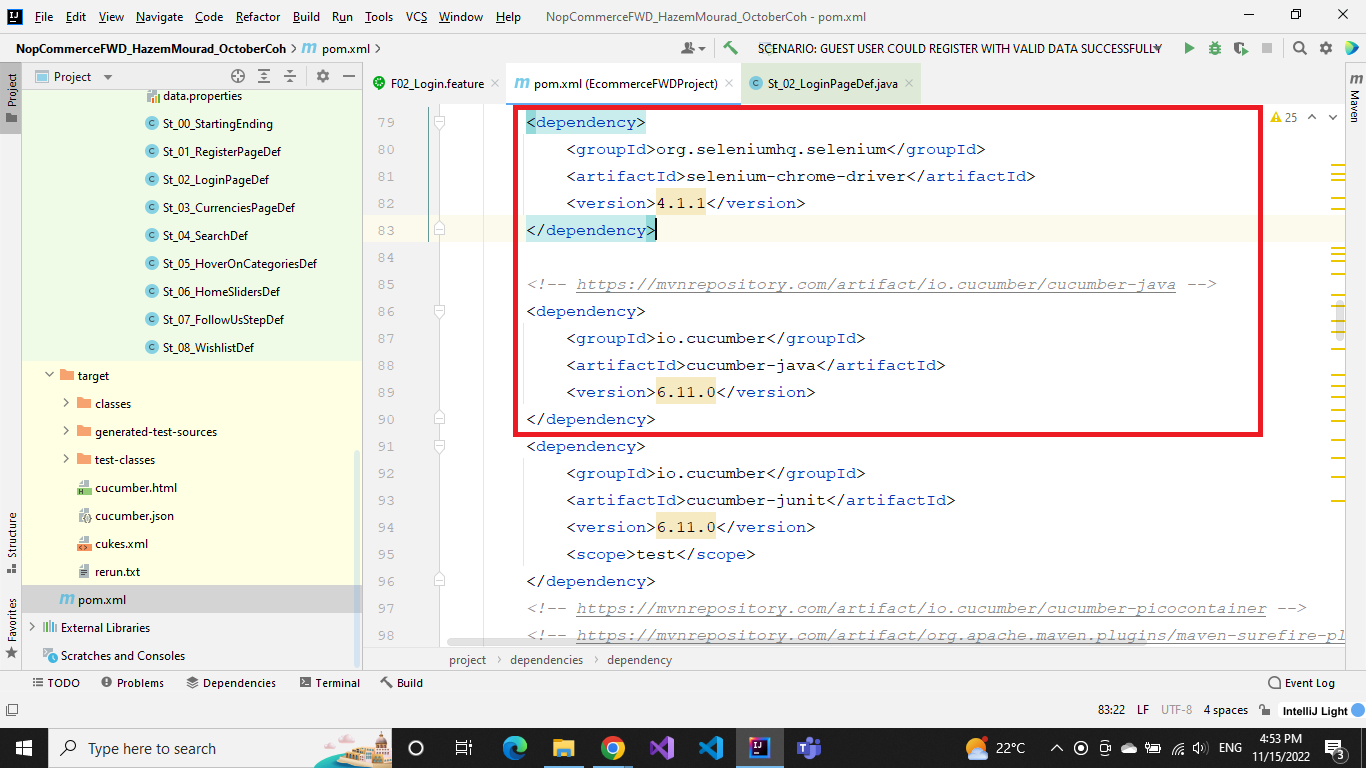 File Edit View Navigate Code Refactor Build Run Tools VCS Window Help NopCommerceFWD_HazemMourad_OctoberCoh - pom.xml
NopCommerceFWD_HazemMourad_OctoberCoh pom.xml SCENARIO: GUEST USER COULD REGISTER WITH VALID DATA SUCCESSFULLY
Project
F02_Login.feature pom.xml (EcommerceFWDProject) St_02_LoginPageDef.java
Project
Structure
Favorites
Maven
data.properties
St_00_StartingEnding
St_01_RegisterPageDef
St_02_LoginPageDef
St_03_CurrenciesPageDef
St_04_SearchDef
St_05_HoverOnCategoriesDef
St_06_HomeSlidersDef
St_07_FollowUsStepDef
St_08_WishlistDef
target
classes
generated-test-sources
test-classes
cucumber.html
cucumber.json
cukes.xml
rerun.txt
pom.xml
External Libraries
Scratches and Consoles
25
79 <dependency>
80 <groupId>org.seleniumhq.selenium</groupId>
81 <artifactId>selenium-chrome-driver</artifactId>
82 <version>4.1.1</version>
83 </dependency>
84
85 <!-- https://mvnrepository.com/artifact/io.cucumber/cucumber-java -->
86 <dependency>
87 <groupId>io.cucumber</groupId>
88 <artifactId>cucumber-java</artifactId>
89 <version>6.11.0</version>
90 </dependency>
91 <dependency>
92 <groupId>io.cucumber</groupId>
93 <artifactId>cucumber-junit</artifactId>
94 <version>6.11.0</version>
95 <scope>test</scope>
96 </dependency>
97 <!-- https://mvnrepository.com/artifact/io.cucumber/cucumber-picocontainer -->
98 <!-- https://mvnrepository.com/artifact/org.apache.maven.plugins/maven-surefire-pl
project dependencies dependency
TODO Problems Dependencies Terminal Build Event Log
83:22 LF UTF-8 4 spaces IntelliJ Light
Type here to search
22°C ENG
4:53 PM
11/15/2022
3